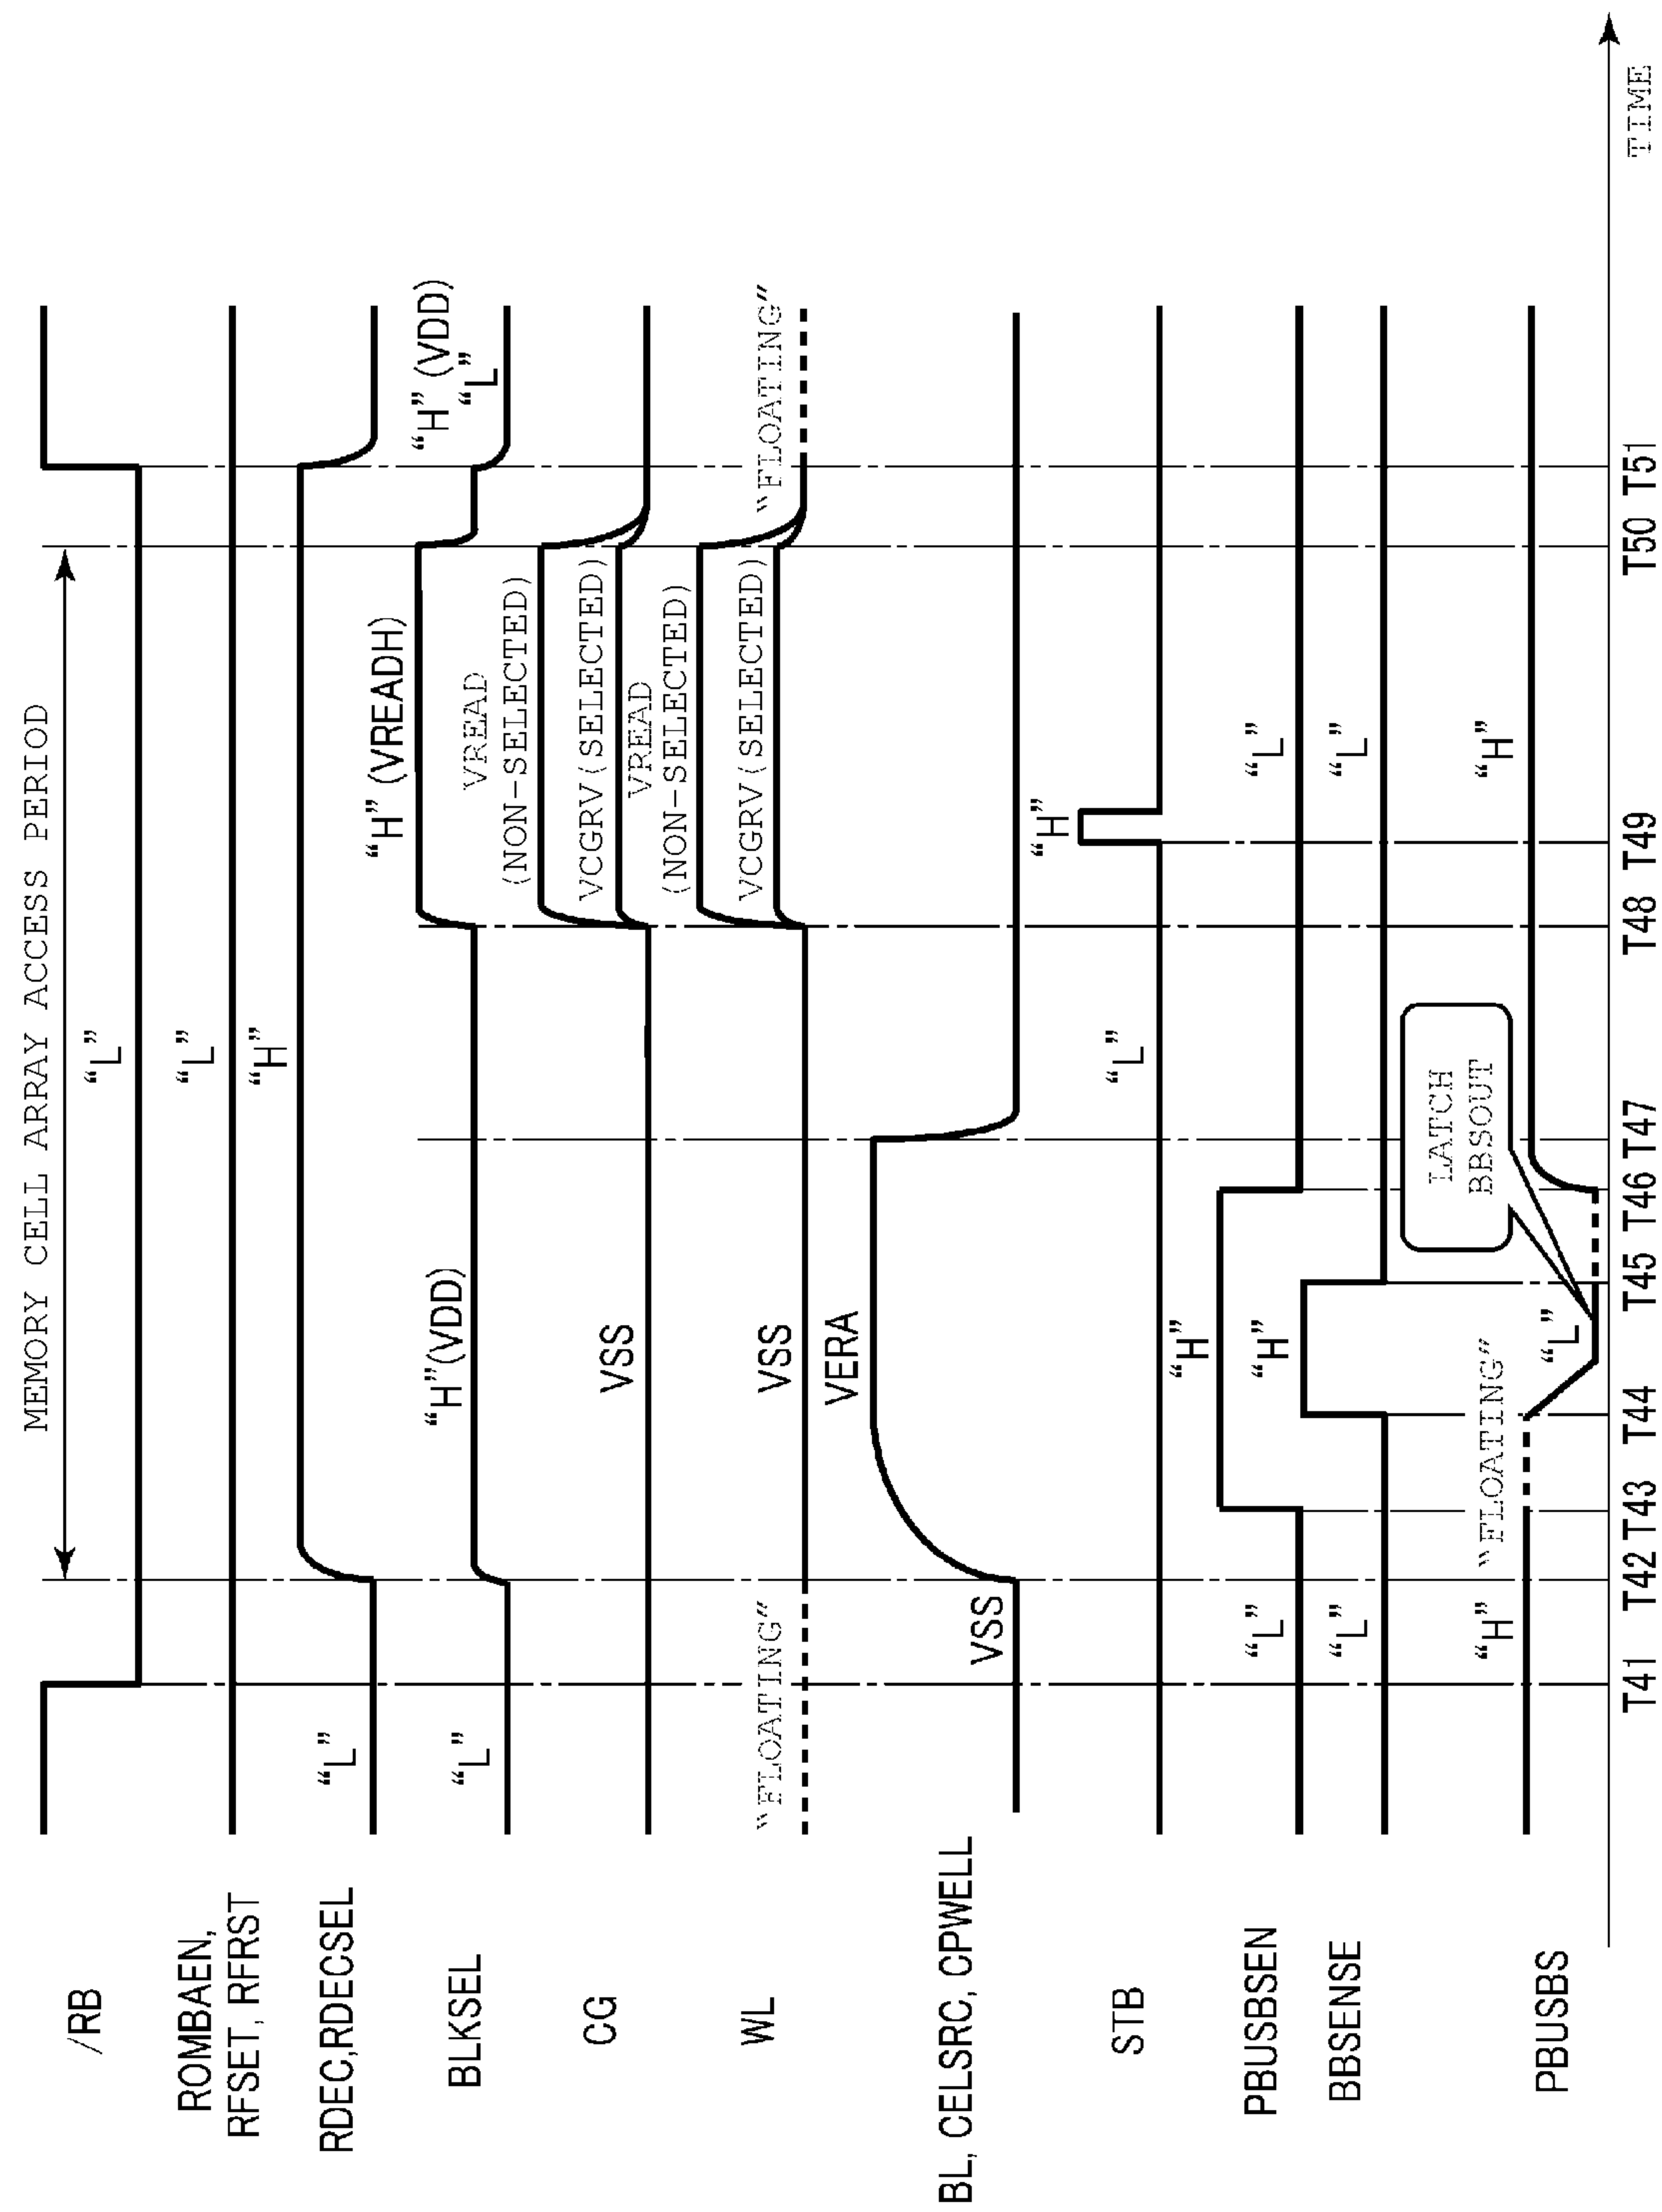 MEMORY CELL ARRAY ACCESS PERIOD
/RB
“L”
ROMBAEN,
RFSET, RFRST
“L”
RDEC,RDECSEL
“L”
“H”
BLKSEL
“L”
“H”(VDD)
“H” (VREADH)
“H” (VDD)
“L”
CG
VSS
VREAD
(NON-SELECTED)
VCGRV(SELECTED)
WL
“FLOATING”
VSS
VREAD
(NON-SELECTED)
VCGRV(SELECTED)
“FLOATING”
BL, CELSRC, CPWELL
VSS
VERA
STB
“L”
“H”
PBUSBSEN
“L”
“H”
“L”
BBSENSE
“L”
“H”
“L”
PBUSBS
“H”
“FLOATING”
“L”
LATCH
BBSOUT
“H”
T41 T42 T43 T44 T45 T46 T47 T48 T49 T50 T51
TIME